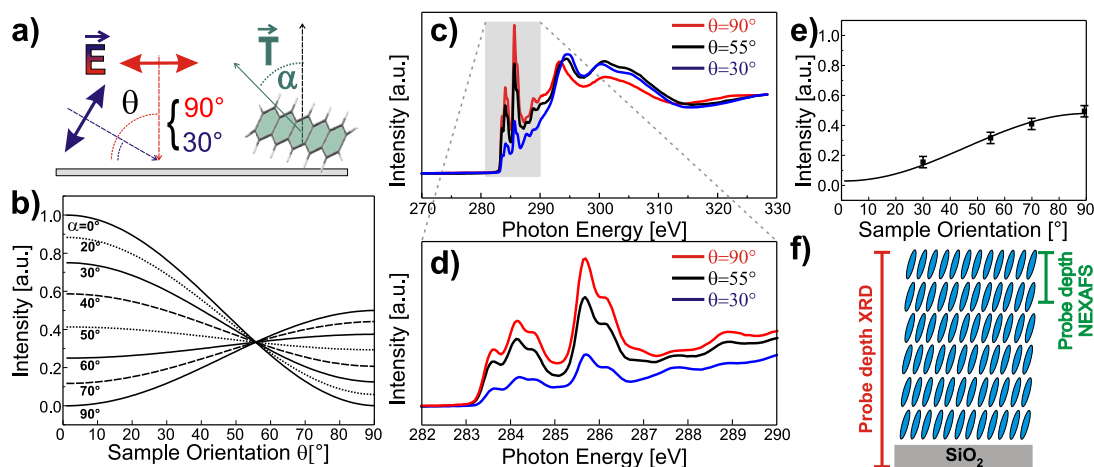 a)
E
θ
90°
30°
T
α
b)
Intensity [a.u.]
1.0
0.8
0.6
0.4
0.2
0.0
α=0°
20°
30°
40°
50°
60°
70°
90°
0 10 20 30 40 50 60 70 80 90
Sample Orientation θ[°]
c)
Intensity [a.u.]
θ=90°
θ=55°
θ=30°
270 280 290 300 310 320 330
Photon Energy [eV]
d)
Intensity [a.u.]
θ=90°
θ=55°
θ=30°
282 283 284 285 286 287 288 289 290
Photon Energy [eV]
e)
Intensity [a.u.]
1.0
0.8
0.6
0.4
0.2
0.0
0 10 20 30 40 50 60 70 80 90
Sample Orientation [°]
f)
Probe depth XRD
Probe depth
NEXAFS
SiO₂